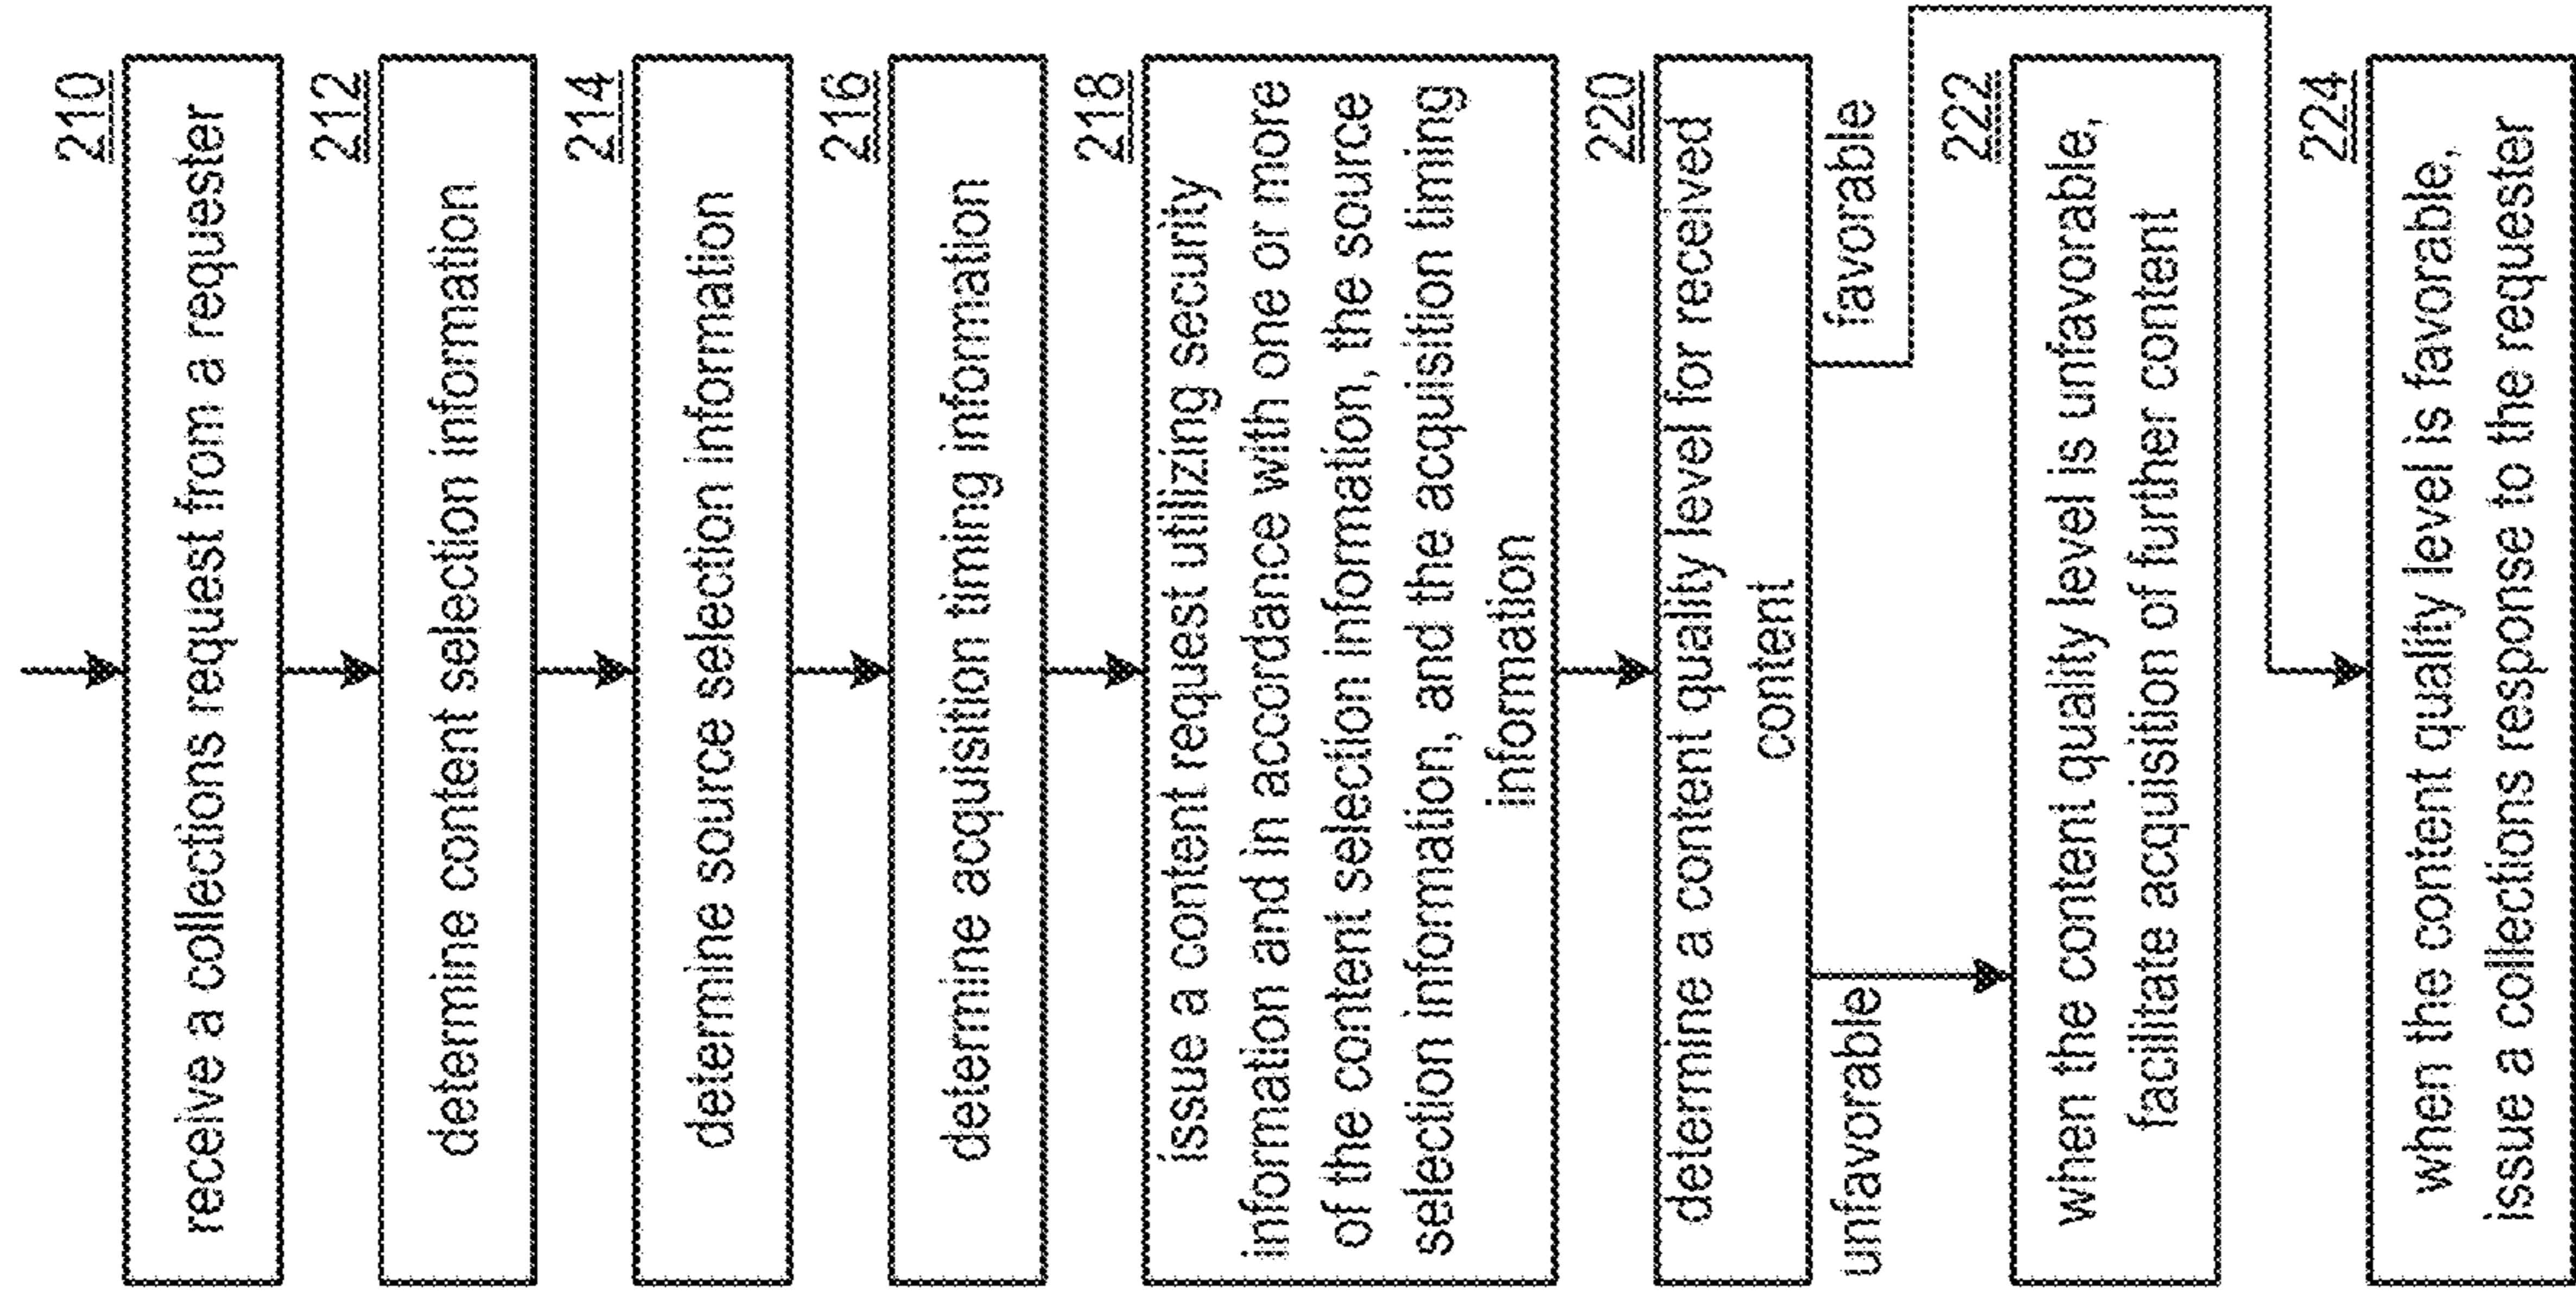 210
receive a collections request from a requester
212
determine content selection information
214
determine source selection information
216
determine acquisition timing information
218
issue a content request utilizing security
information and in accordance with one or more
of the content selection information, the source
selection information, and the acquisition timing
information
220
determine a content quality level for received
content
unfavorable
favorable
222
when the content quality level is unfavorable,
facilitate acquisition of further content
224
when the content quality level is favorable,
issue a collections response to the requester